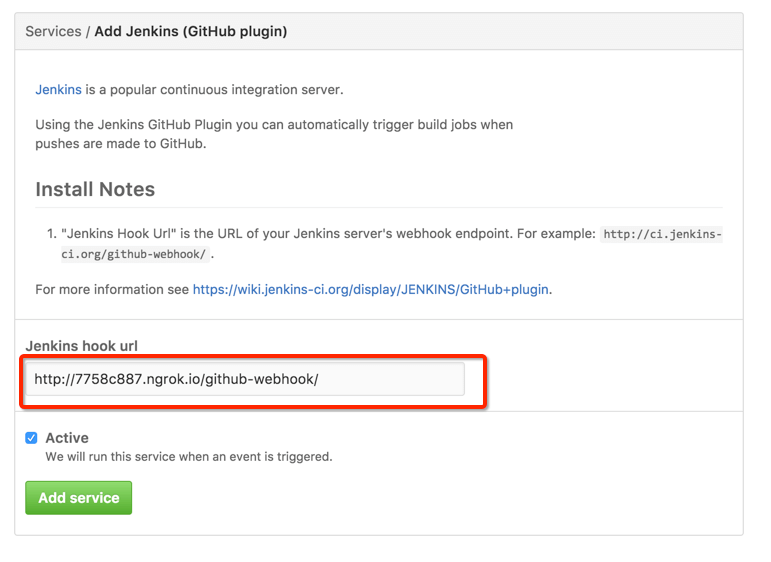 Services / Add Jenkins (GitHub plugin)
Jenkins is a popular continuous integration server.
Using the Jenkins GitHub Plugin you can automatically trigger build jobs when
pushes are made to GitHub.
Install Notes
1. "Jenkins Hook Url" is the URL of your Jenkins server's webhook endpoint. For example: http://ci.jenkins-
ci.org/github-webhook/ .
For more information see https://wiki.jenkins-ci.org/display/JENKINS/GitHub+plugin.
Jenkins hook url
http://7758c887.ngrok.io/github-webhook/
Active
We will run this service when an event is triggered.
Add service